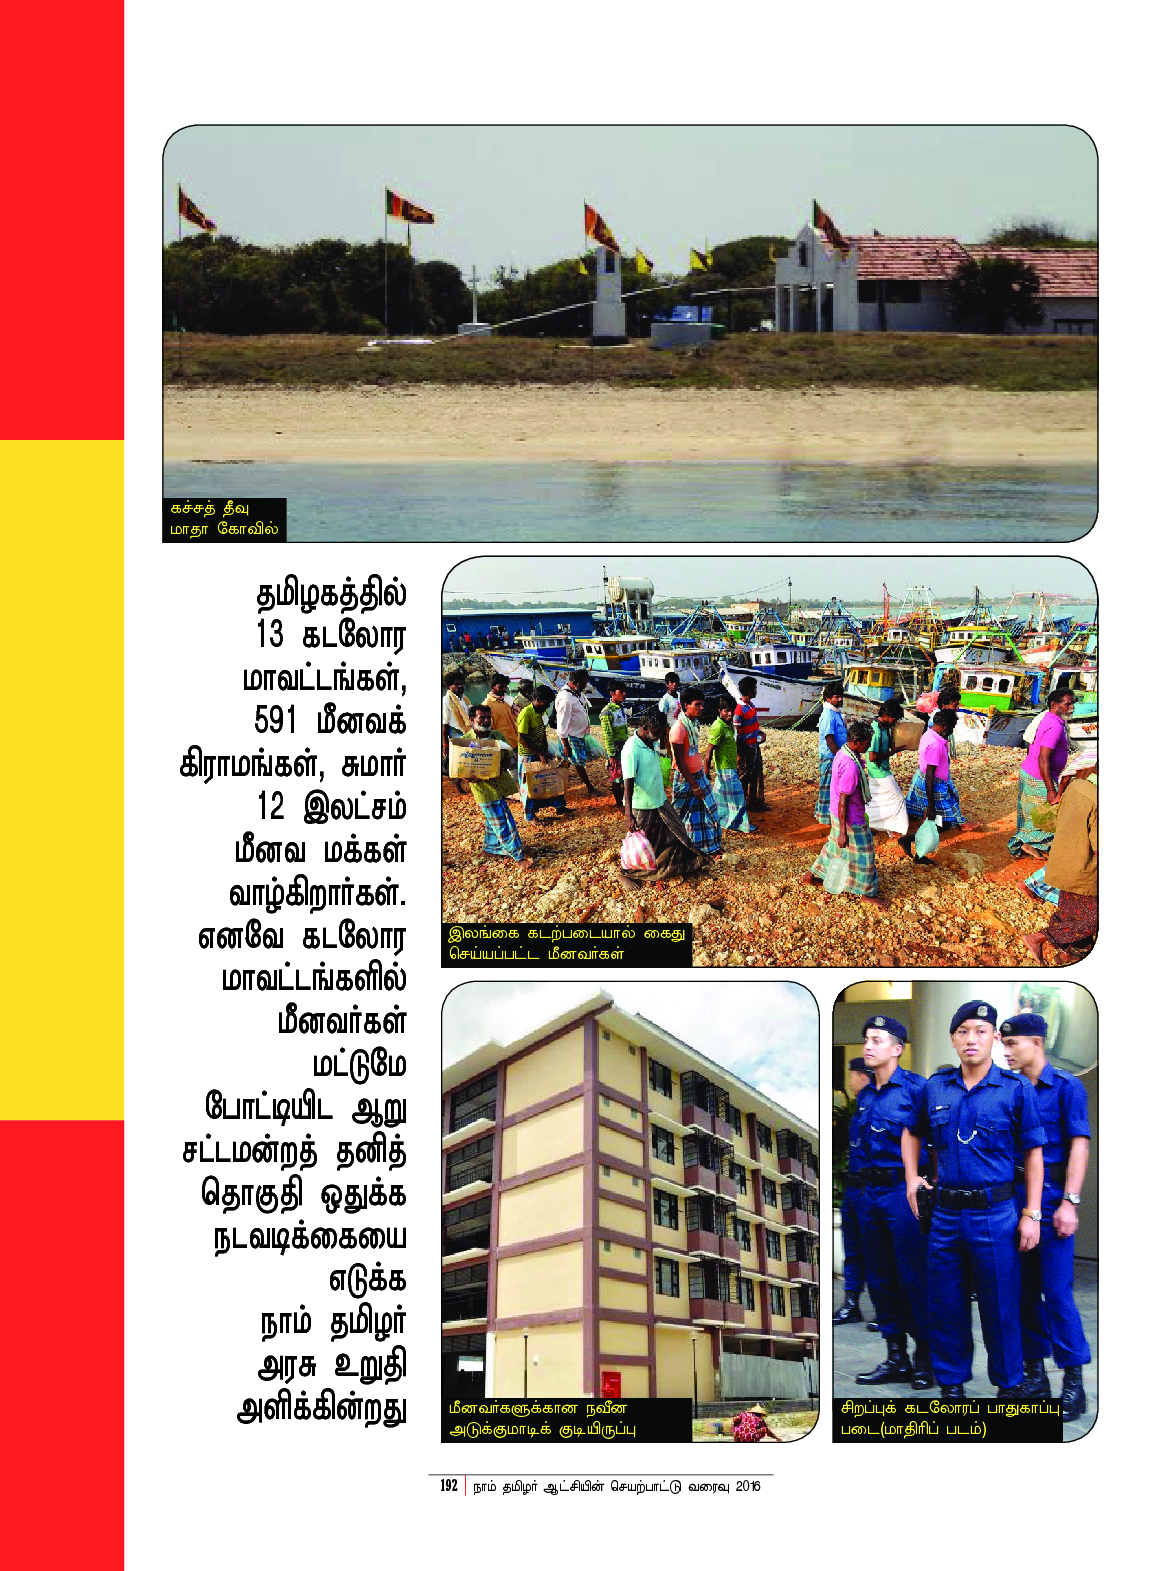 கச்சத் தீவு
மாதா கோவில்
தமிழகத்தில்
13 கடலோர
மாவட்டங்கள்,
591 மீனவக்
கிராமங்கள், சுமார்
12 இலட்சம்
மீனவ மக்கள்
வாழ்கிறார்கள்.
எனவே கடலோர
மாவட்டங்களில்
மீனவர்கள்
மட்டுமே
போட்டியிட ஆறு
சட்டமன்றத் தனித்
தொகுதி ஒதுக்க
நடவடிக்கையை
எடுக்க
நாம் தமிழர்
அரசு உறுதி
அளிக்கின்றது
இலங்கை கடற்படையால் கைது
செய்யப்பட்ட மீனவர்கள்
மீனவர்களுக்கான நவீன
அடுக்குமாடிக் குடியிருப்பு
சிறப்புக் கடலோரப் பாதுகாப்பு
படை(மாதிரிப் படம்)
192 நாம் தமிழர் ஆட்சியின் செயற்பாட்டு வரைவு 2016